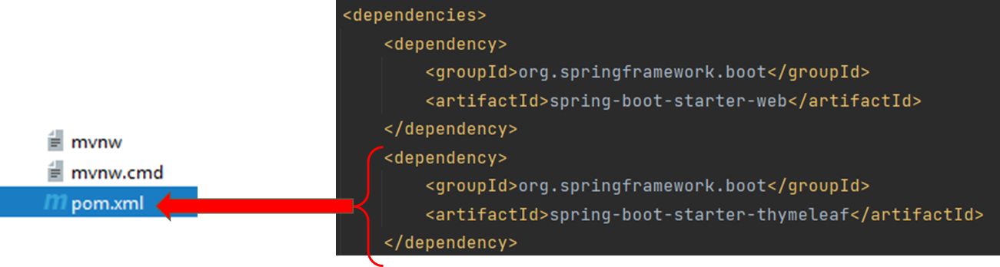 mvnw
mvnw.cmd
pom.xml
<dependencies>
<dependency>
<groupId>org.springframework.boot</groupId>
<artifactId>spring-boot-starter-web</artifactId>
</dependency>
<dependency>
<groupId>org.springframework.boot</groupId>
<artifactId>spring-boot-starter-thymeleaf</artifactId>
</dependency>